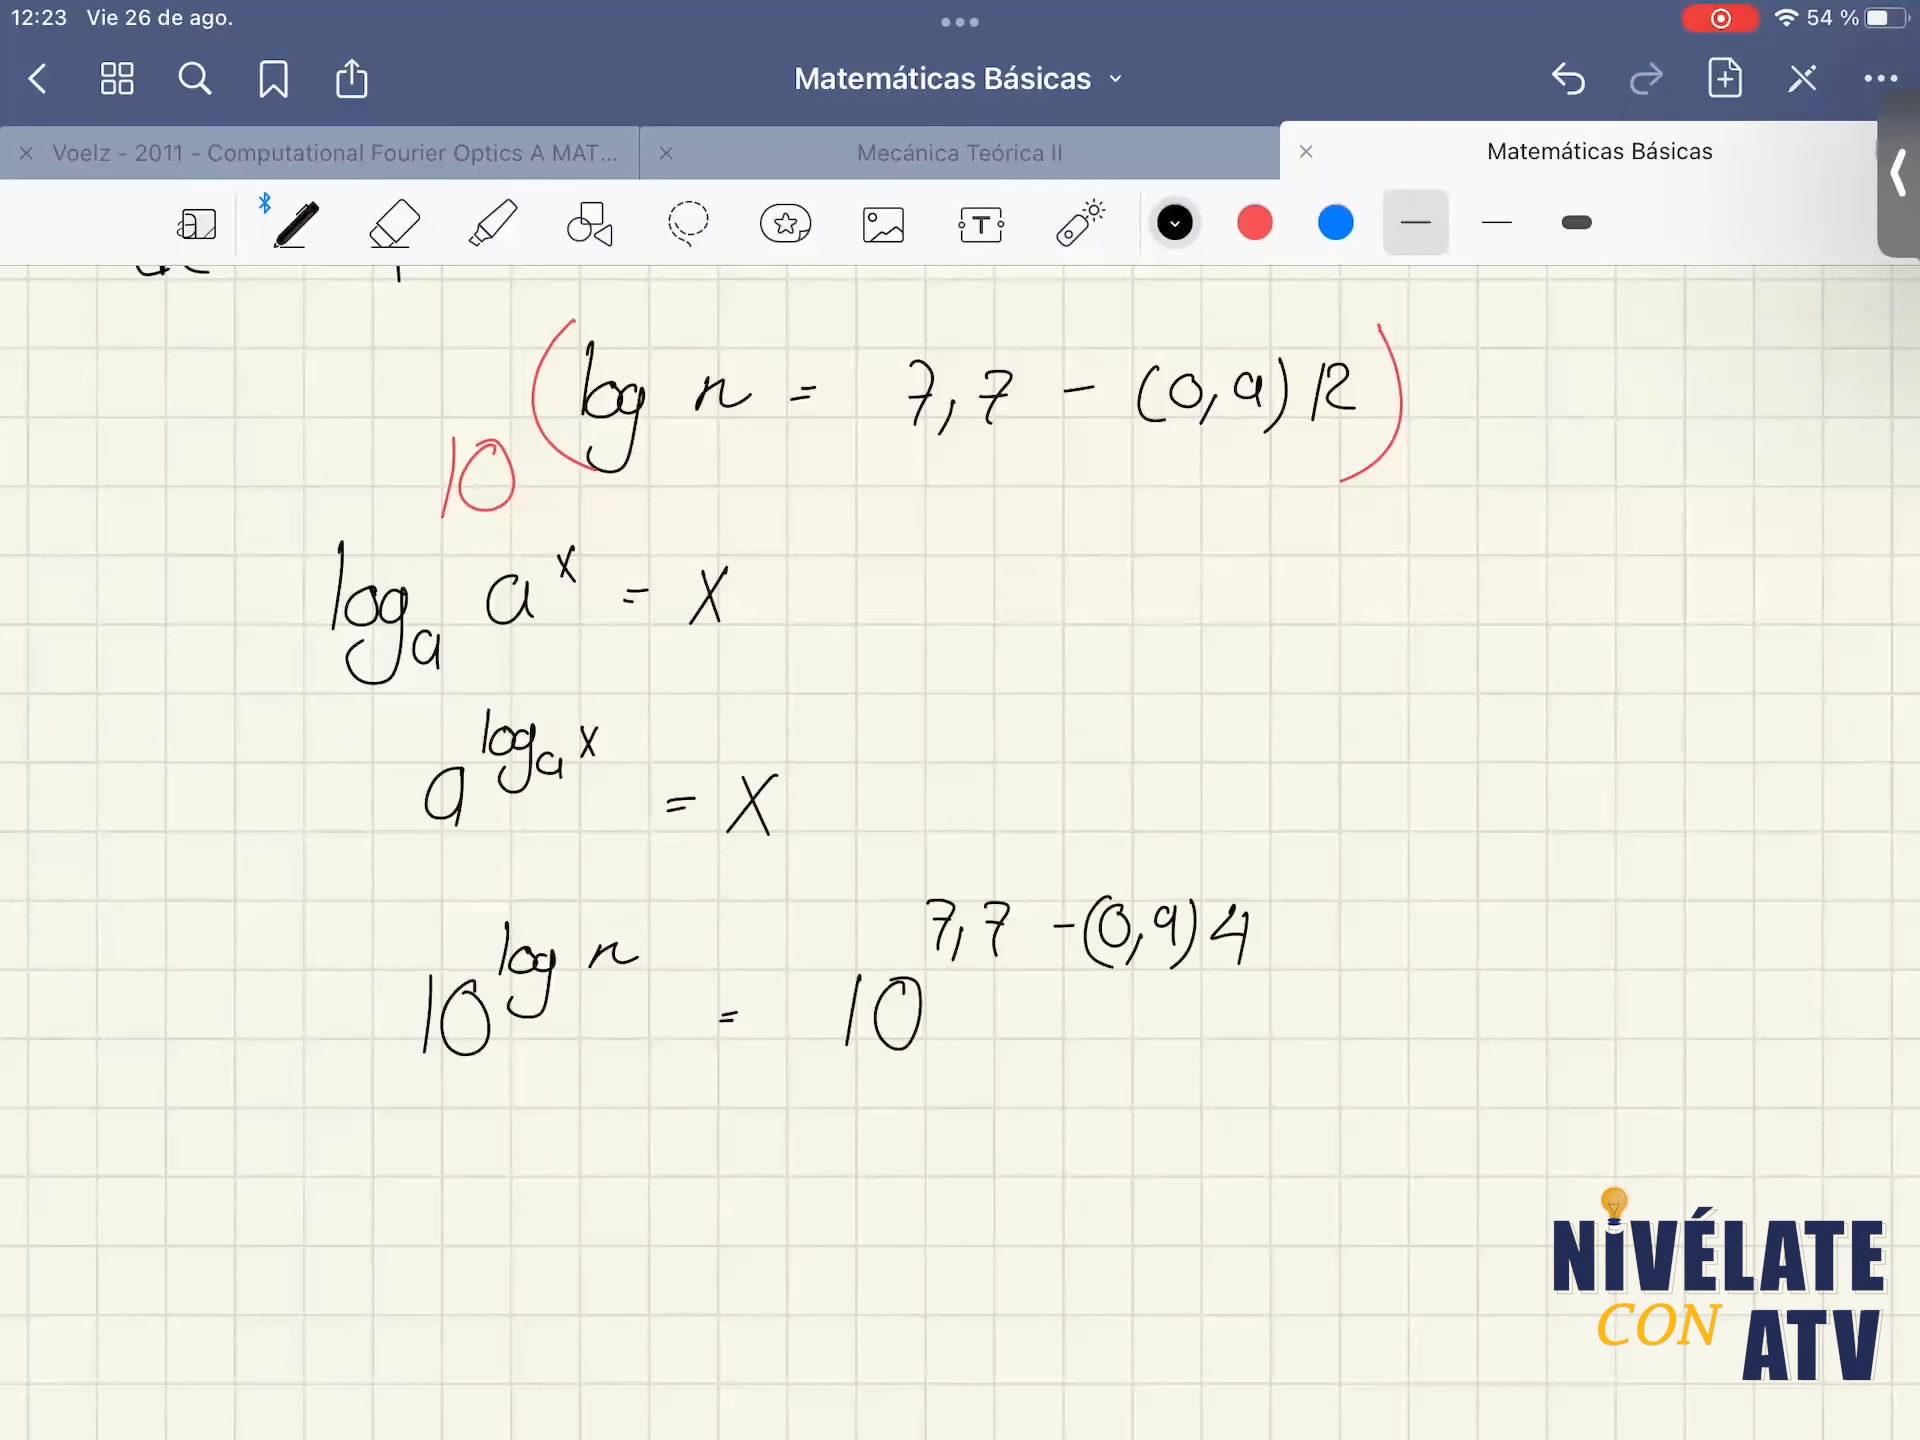 12:23 Vie 26 de ago. 54 %
Matemáticas Básicas
Voelz - 2011 - Computational Fourier Optics A MAT... Mecánica Teórica II Matemáticas Básicas
10^(log n = 7,7 - (0,9)R)
log_a a^x = x
a^(log_a x) = x
10^(log n) = 10^(7,7 - (0,9)4)
NIVÉLATE
CON
ATV